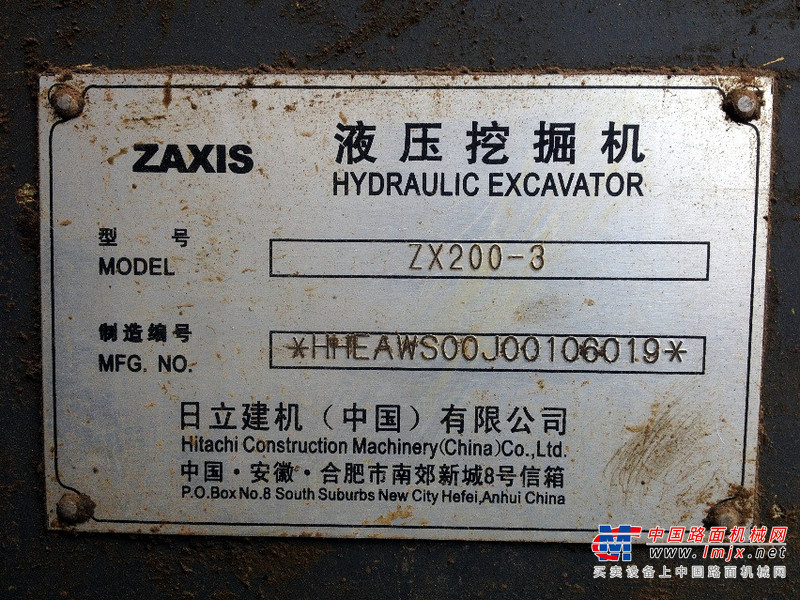 ZAXIS
液压挖掘机
HYDRAULIC EXCAVATOR
型号
MODEL
ZX200-3
制造编号
MFG. NO.
*HHEAWS00J00106019*
日立建机（中国）有限公司
Hitachi Construction Machinery(China)Co.,Ltd.
中国·安徽·合肥市南郊新城8号信箱
P.O.Box No.8 South Suburbs New City Hefei,Anhui China
中国路面机械网
www.lmjx.net
买卖设备上中国路面机械网